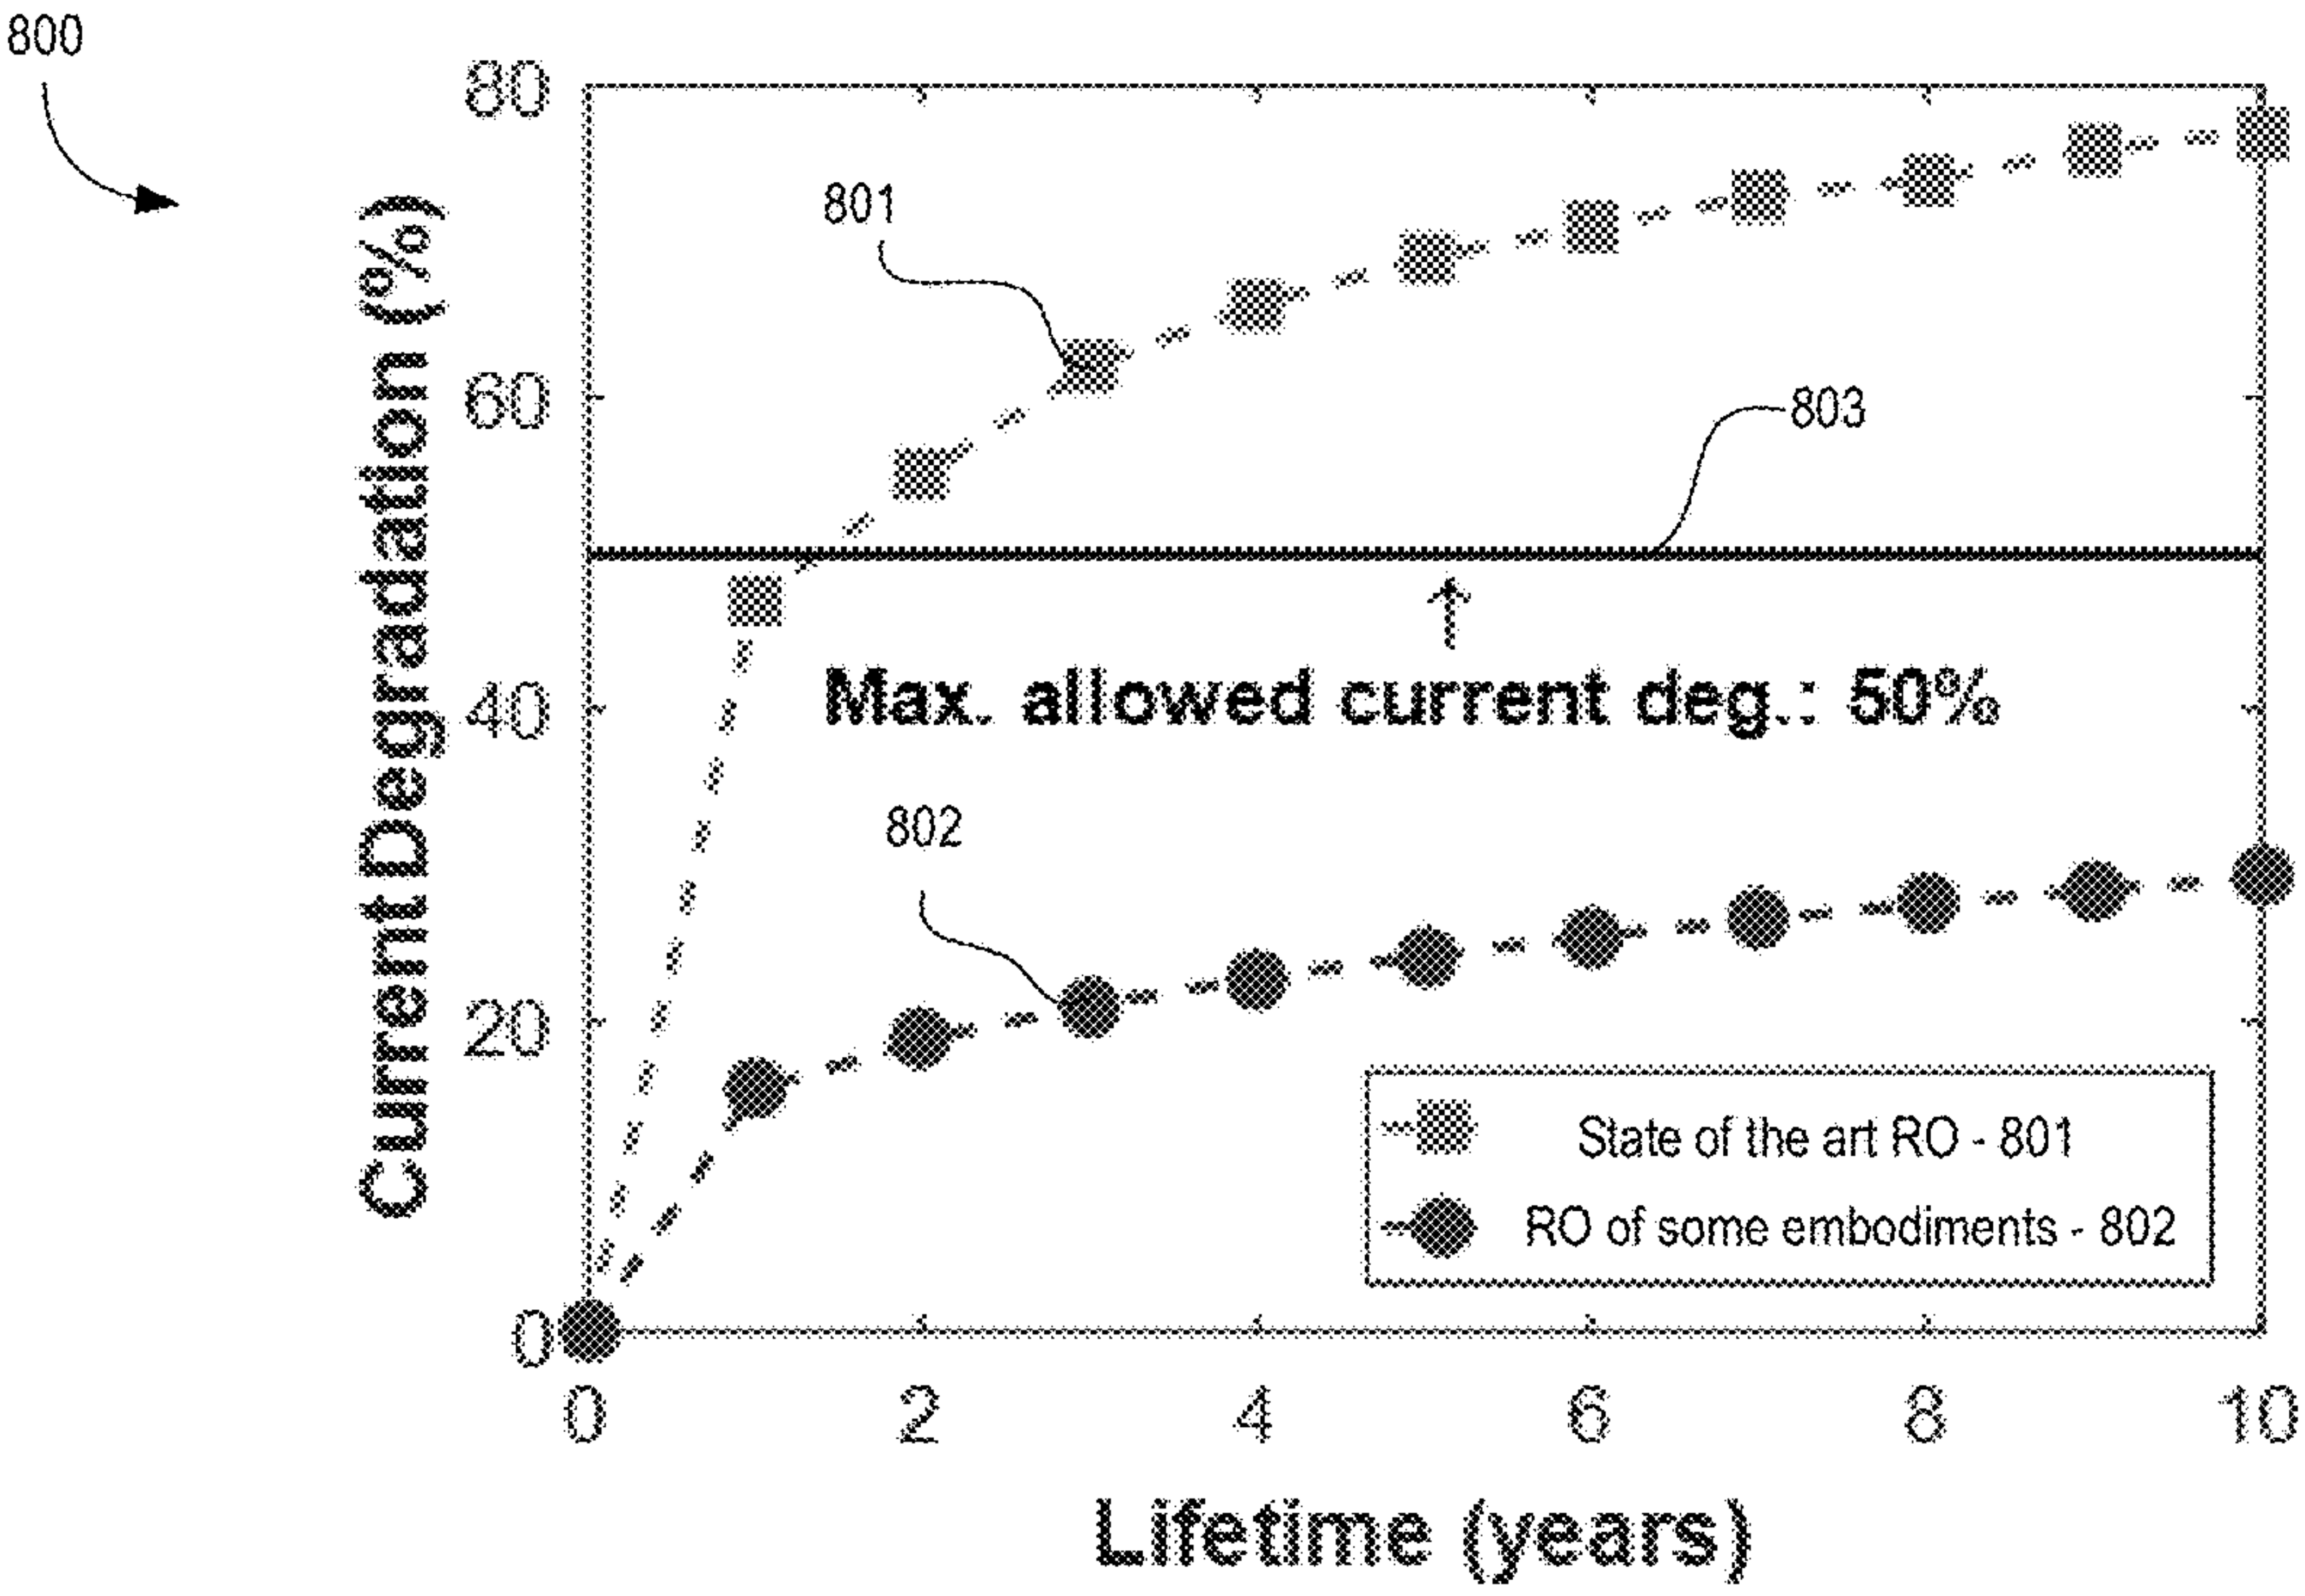 800
80
801
Current Degradation (%)
60
803
Max. allowed current deg.: 50%
40
802
20
State of the art RO - 801
RO of some embodiments - 802
0
0 2 4 6 8 10
Lifetime (years)